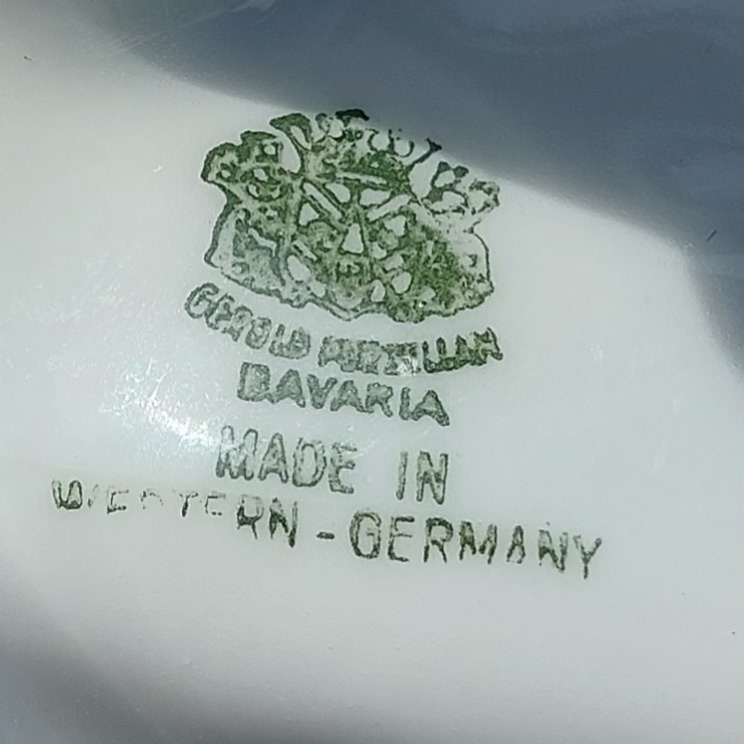 GEROLD PORZELLAN
BAVARIA
MADE IN
WESTERN-GERMANY